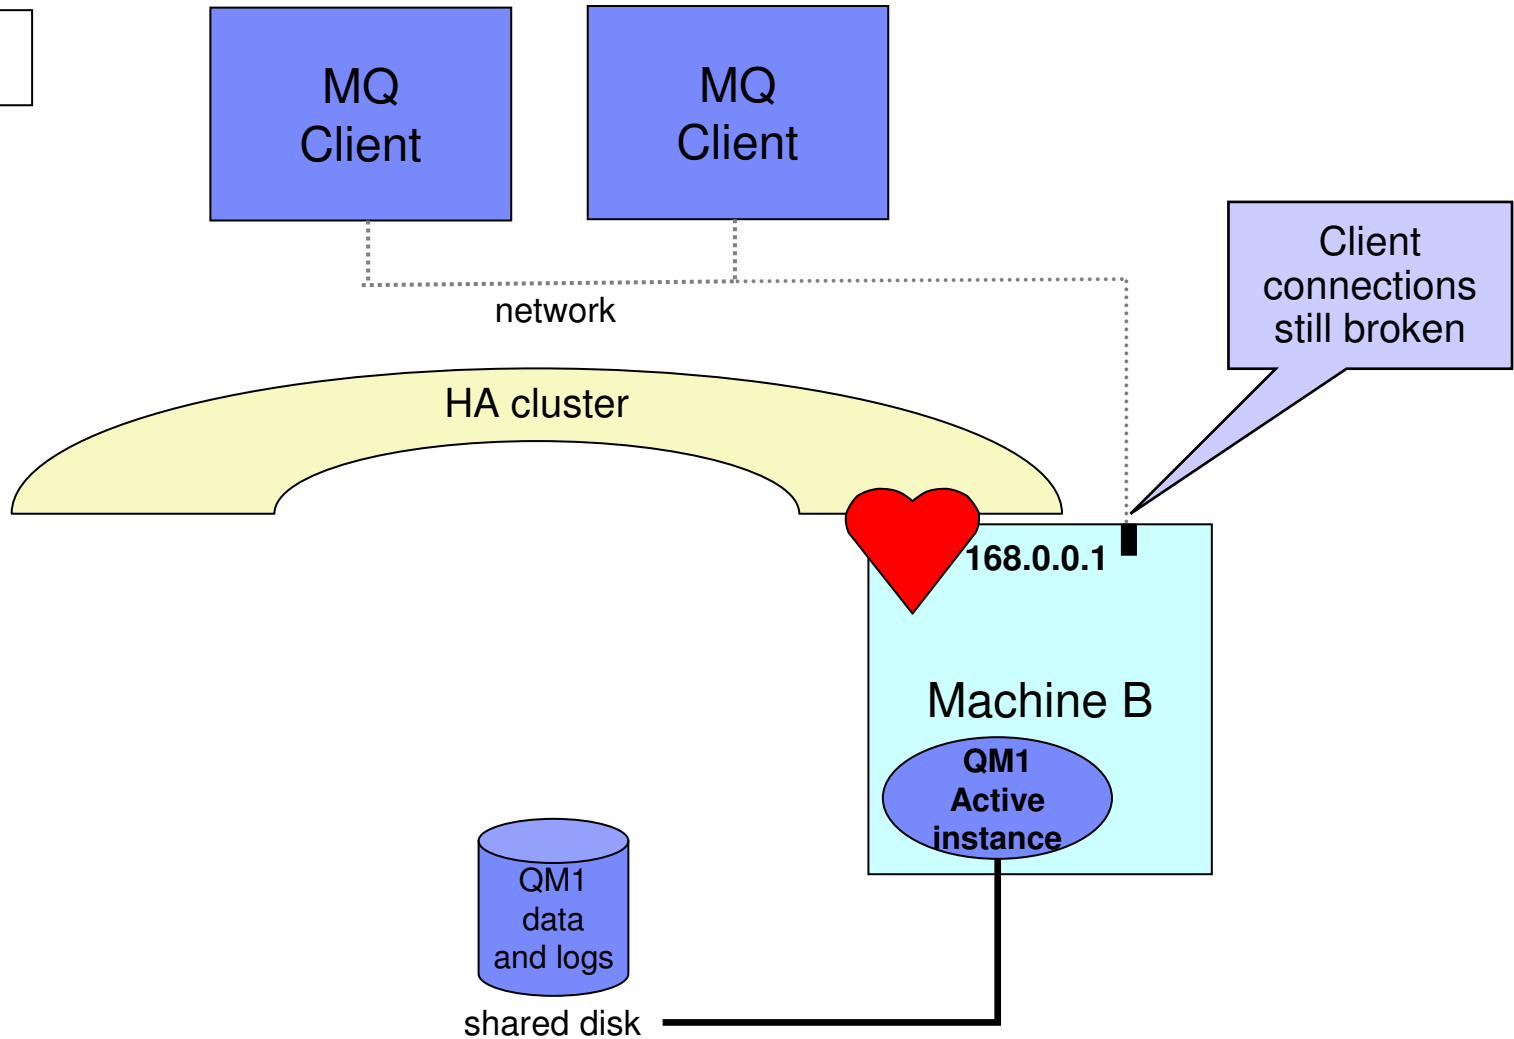 MQ
Client
MQ
Client
Client
connections
still broken
network
HA cluster
168.0.0.1
Machine B
QM1
Active
instance
QM1
data
and logs
shared disk